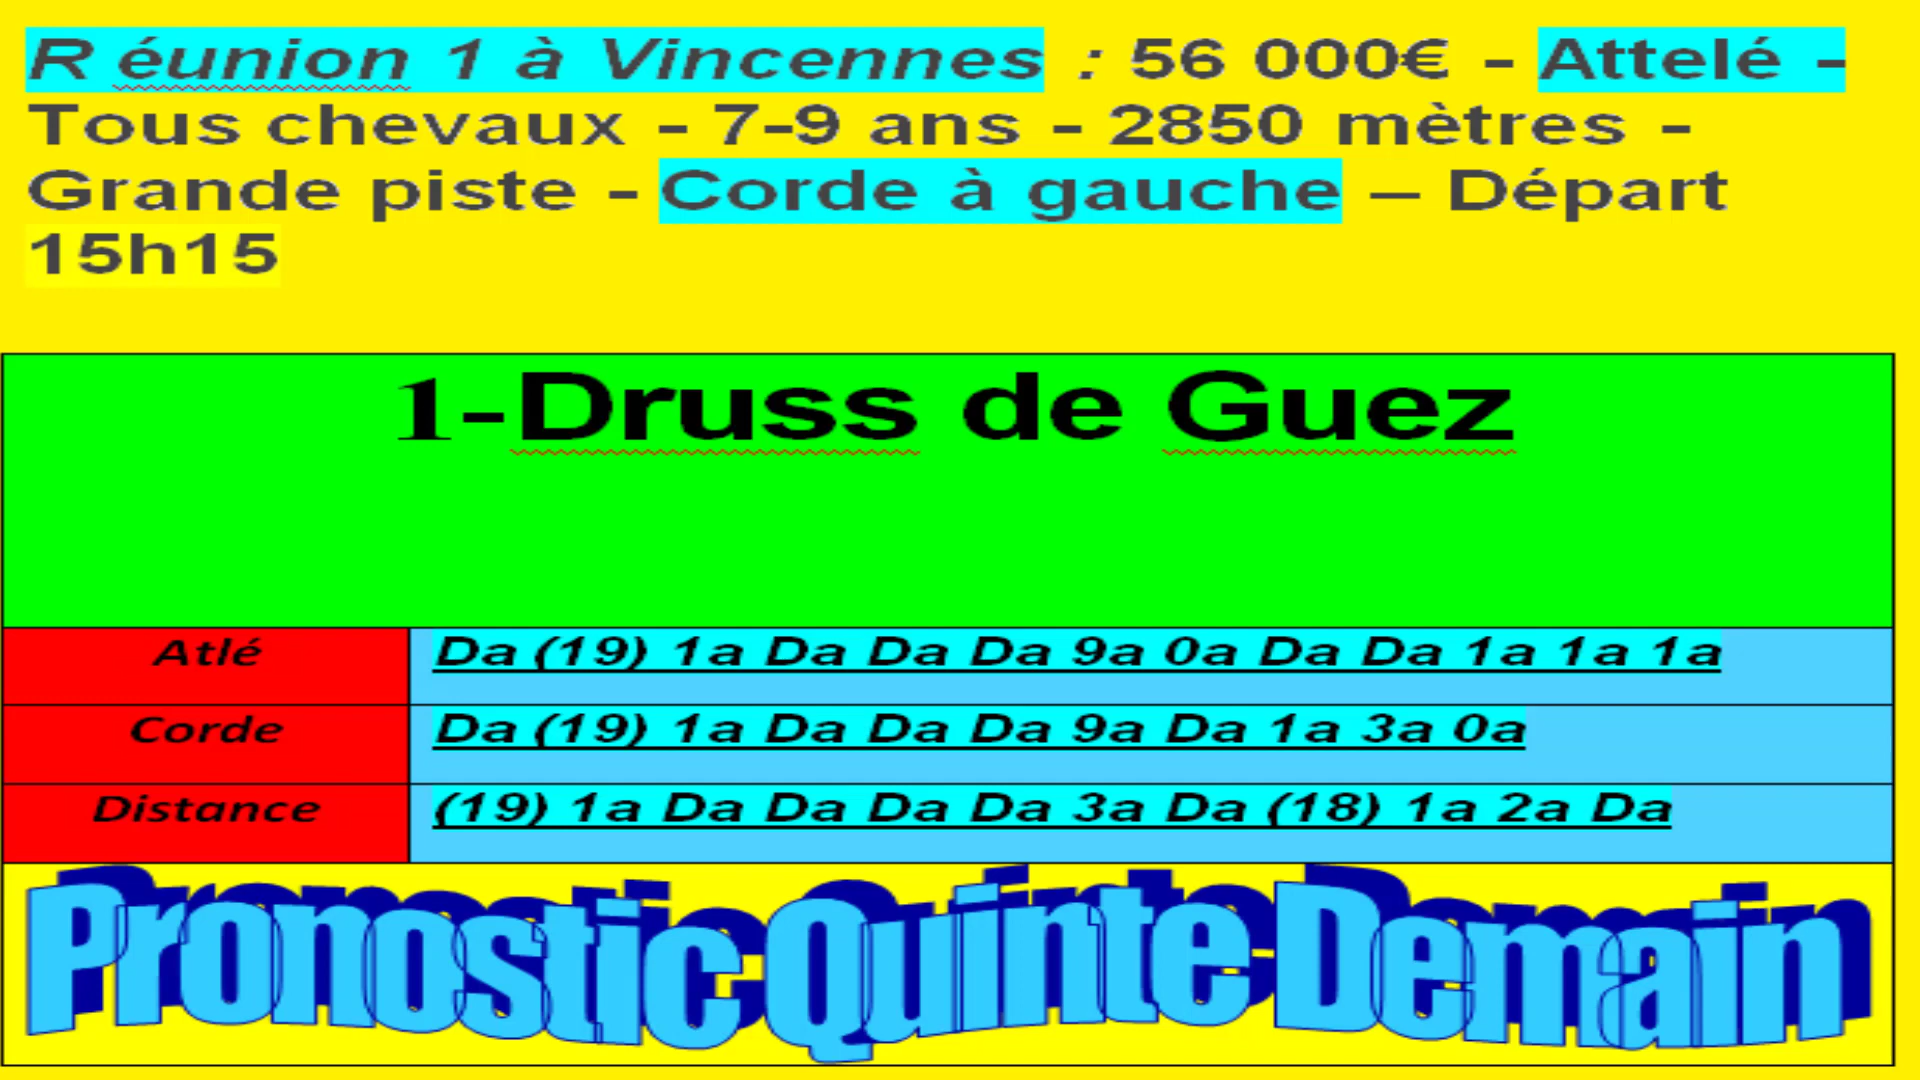 R éunion 1 à Vincennes : 56 000€ - Attelé -
Tous chevaux - 7-9 ans - 2850 mètres -
Grande piste - Corde à gauche – Départ
15h15
1-Druss de Guez
Atlé Da (19) 1a Da Da Da 9a 0a Da Da 1a 1a 1a
Corde Da (19) 1a Da Da Da 9a Da 1a 3a 0a
Distance (19) 1a Da Da Da Da 3a Da (18) 1a 2a Da
Pronostic Quinte Demain